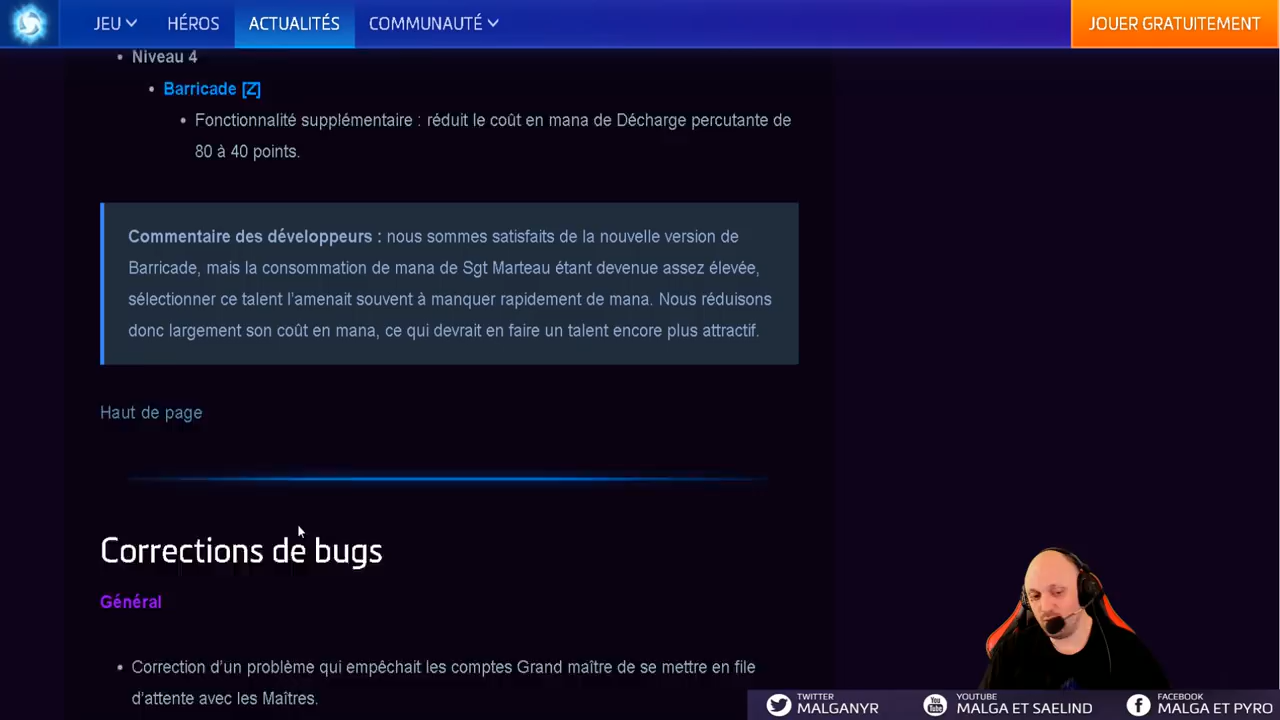 JEU HÉROS ACTUALITÉS COMMUNAUTÉ JOUER GRATUITEMENT
Niveau 4
Barricade [Z]
Fonctionnalité supplémentaire : réduit le coût en mana de Décharge percutante de
80 à 40 points.
Commentaire des développeurs : nous sommes satisfaits de la nouvelle version de
Barricade, mais la consommation de mana de Sgt Marteau étant devenue assez élevée,
sélectionner ce talent l’amenait souvent à manquer rapidement de mana. Nous réduisons
donc largement son coût en mana, ce qui devrait en faire un talent encore plus attractif.
Haut de page
Corrections de bugs
Général
Correction d’un problème qui empêchait les comptes Grand maître de se mettre en file
d’attente avec les Maîtres.
TWITTER
MALGANYR
YOUTUBE
MALGA ET SAELIND
FACEBOOK
MALGA ET PYRO